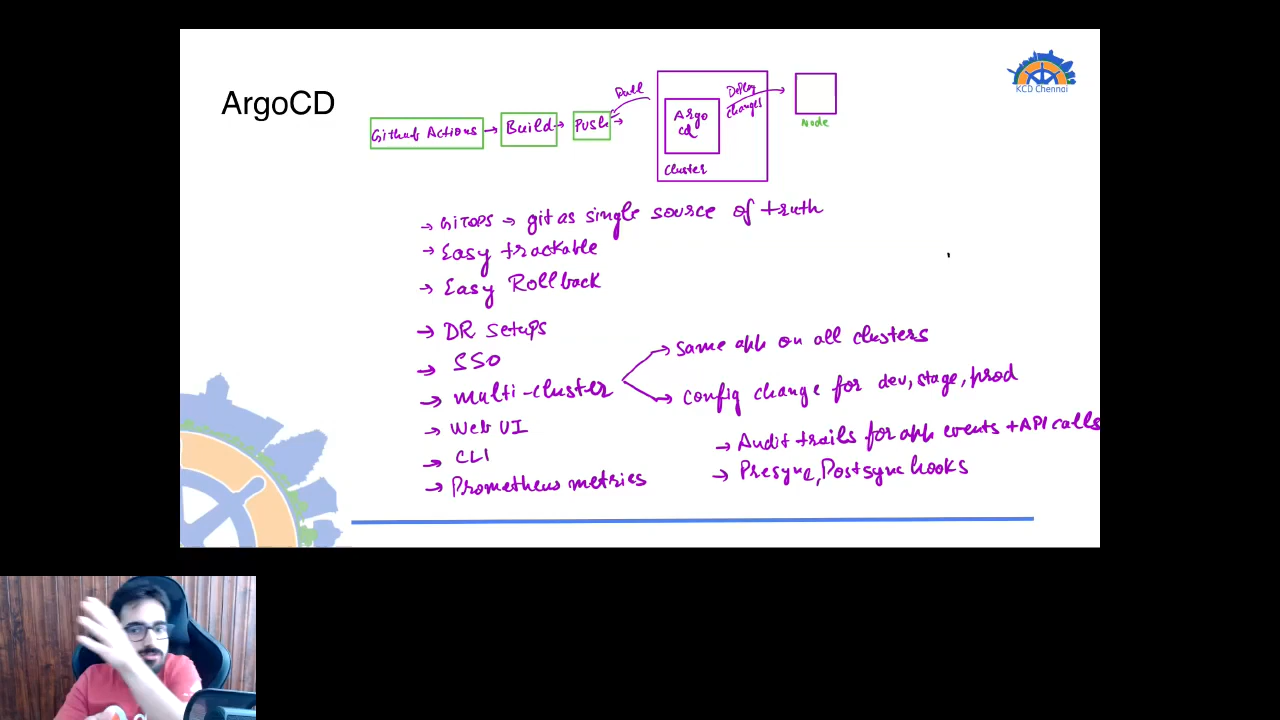 ArgoCD
KCD Chennai
Github Actions → Build → Push →
Pull
Argo
cd
Cluster
Deploy
changes
Node
→ GITOPS → git as single source of truth
→ Easy trackable
→ Easy Rollback
→ DR setups
→ SSO
→ multi-cluster
→ same app on all clusters
→ config change for dev, stage, prod
→ Web UI
→ CLI
→ Prometheus metrics
→ Audit trails for app events + API calls
→ Presync, Postsync hooks